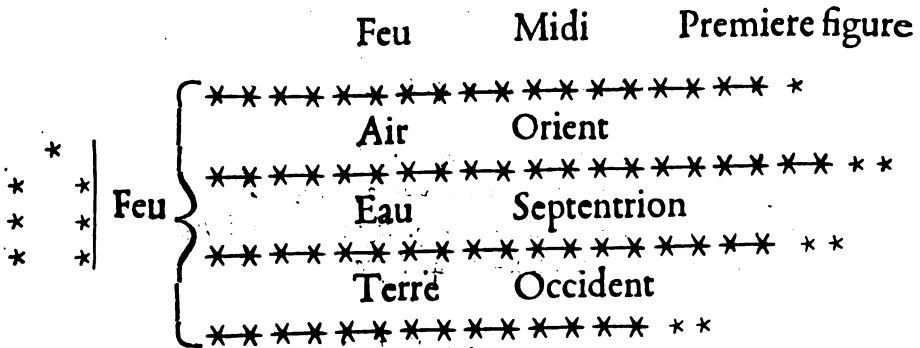 Feu Midi Premiere figure
Air Orient
Feu
Eau Septentrion
Terre Occident